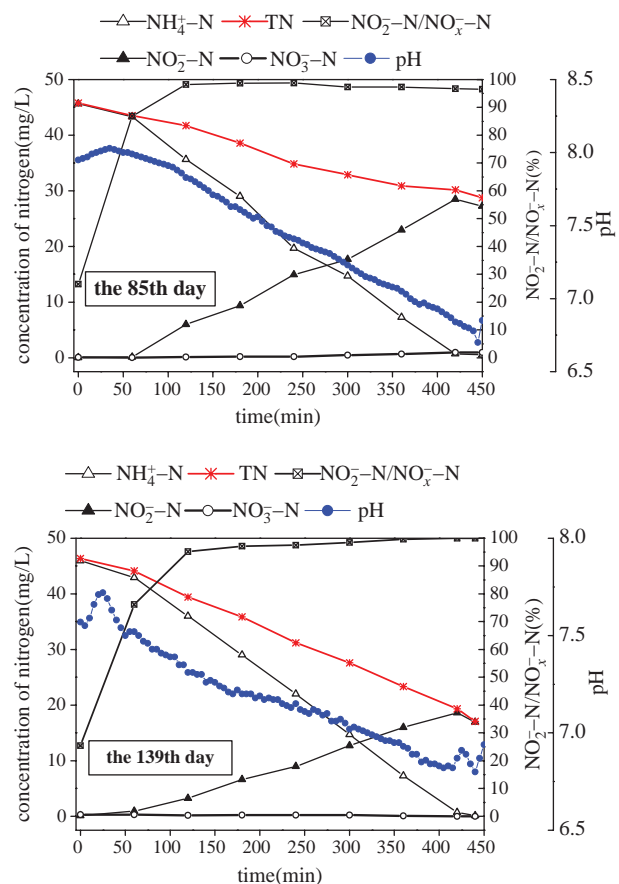 NH₄⁺–N TN NO₂⁻–N/NOₓ⁻–N
NO₂⁻–N NO₃⁻–N pH
50 100 8.5
90
40 80 8.0
70
30 60
50 7.5
20 40
30 7.0
10 20
10
0 0
6.5
0 50 100 150 200 250 300 350 400 450
concentration of nitrogen(mg/L)
NO₂⁻–N/NOₓ⁻–N(%)
pH
the 85th day
time(min)
NH₄⁺–N TN NO₂⁻–N/NOₓ⁻–N
NO₂⁻–N NO₃⁻–N pH
50 100 8.0
90
40 80
70 7.5
30 60
50
20 40
30 7.0
10 20
10
0 0
6.5
0 50 100 150 200 250 300 350 400 450
concentration of nitrogen(mg/L)
NO₂⁻–N/NOₓ⁻–N(%)
pH
the 139th day
time(min)